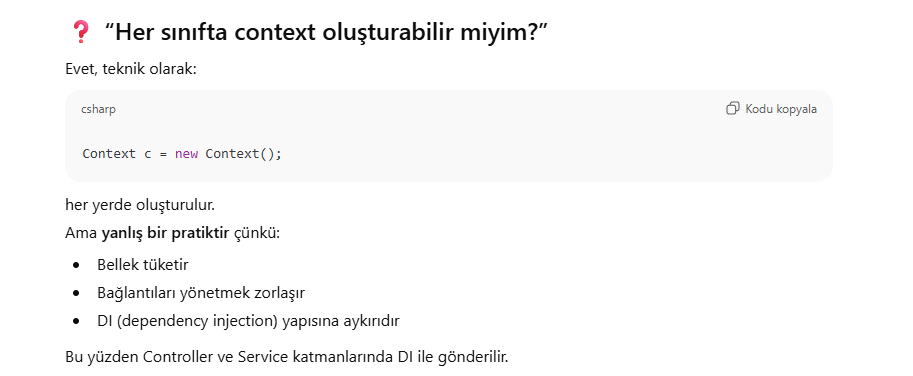 ❓ “Her sınıfta context oluşturabilir miyim?”
Evet, teknik olarak:
csharp
Kodu kopyala
Context c = new Context();
her yerde oluşturulur.
Ama yanlış bir pratiktir çünkü:
• Bellek tüketir
• Bağlantıları yönetmek zorlaşır
• DI (dependency injection) yapısına aykırıdır
Bu yüzden Controller ve Service katmanlarında DI ile gönderilir.